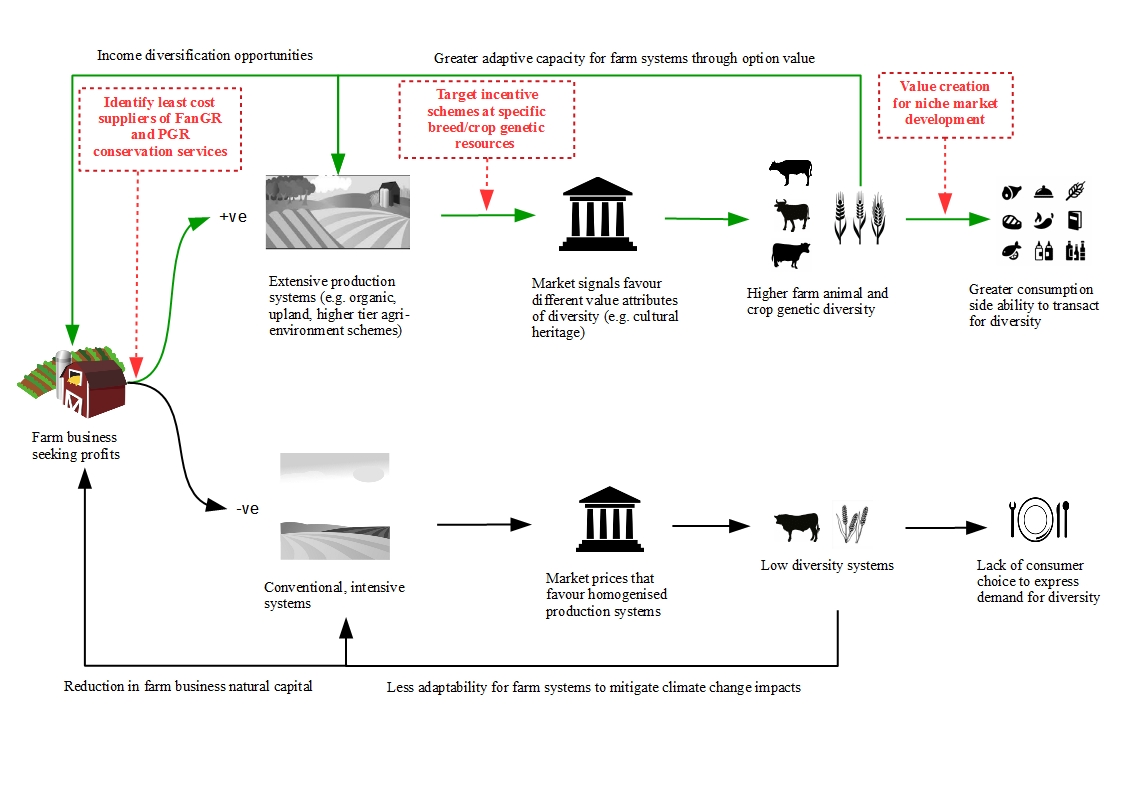 Income diversification opportunities
Greater adaptive capacity for farm systems through option value
Identify least cost
suppliers of FanGR
and PGR
conservation services
Target incentive
schemes at specific
breed/crop genetic
resources
Value creation
for niche market
development
+ve
Extensive production
systems (e.g. organic,
upland, higher tier agri-
environment schemes)
Market signals favour
different value attributes
of diversity (e.g. cultural
heritage)
Higher farm animal and
crop genetic diversity
Greater consumption
side ability to transact
for diversity
Farm business
seeking profits
-ve
Conventional, intensive
systems
Market prices that
favour homogenised
production systems
Low diversity systems
Lack of consumer
choice to express
demand for diversity
Reduction in farm business natural capital
Less adaptability for farm systems to mitigate climate change impacts